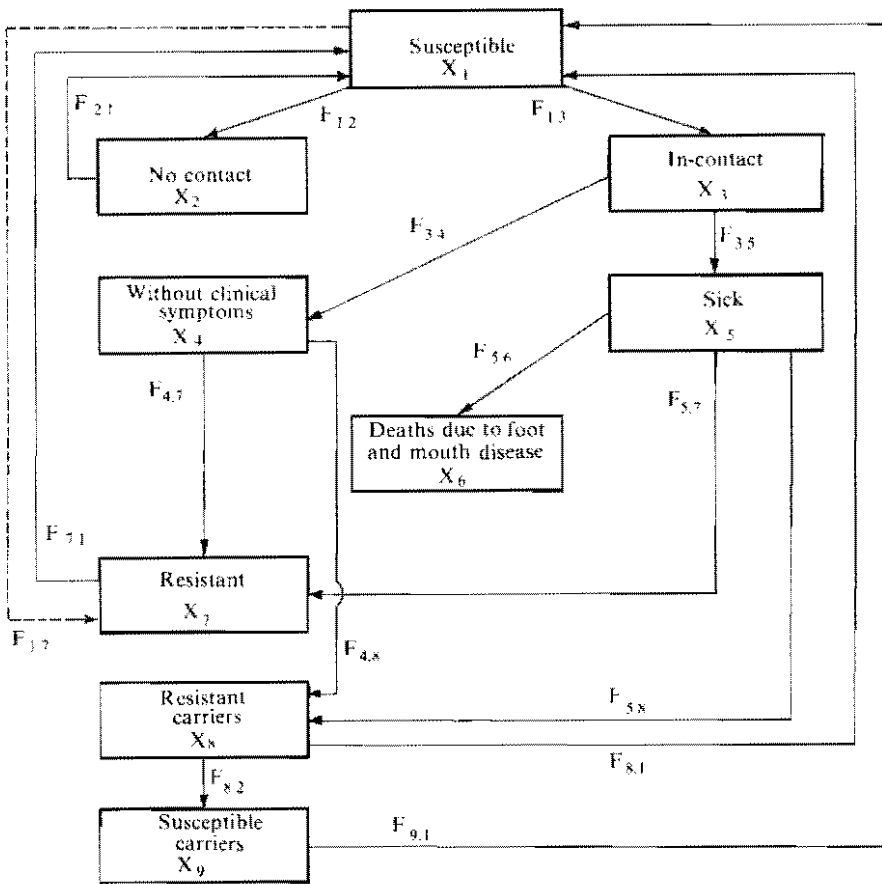 Susceptible
X1
F2.1
F1.2
F1.3
No contact
X2
In-contact
X3
F3.4
F3.5
Without clinical
symptoms
X4
Sick
X5
F4.7
F5.6
F5.7
Deaths due to foot
and mouth disease
X6
F7.1
Resistant
X7
F1.7
F4.8
Resistant
carriers
X8
F5.8
F8.1
F8.2
Susceptible
carriers
X9
F9.1